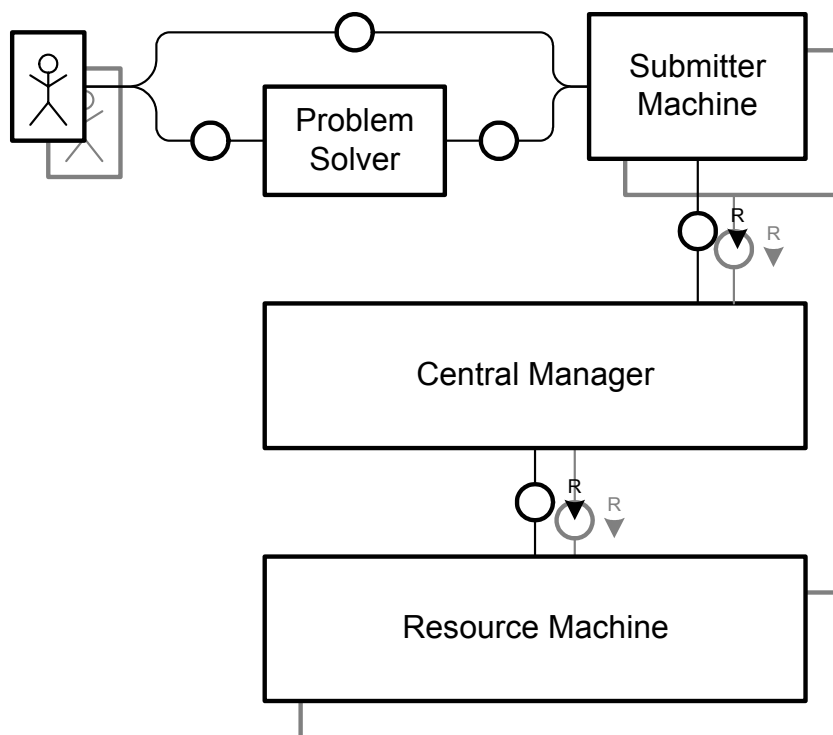 Submitter
Machine
Problem
Solver
R
R
Central Manager
R
R
Resource Machine